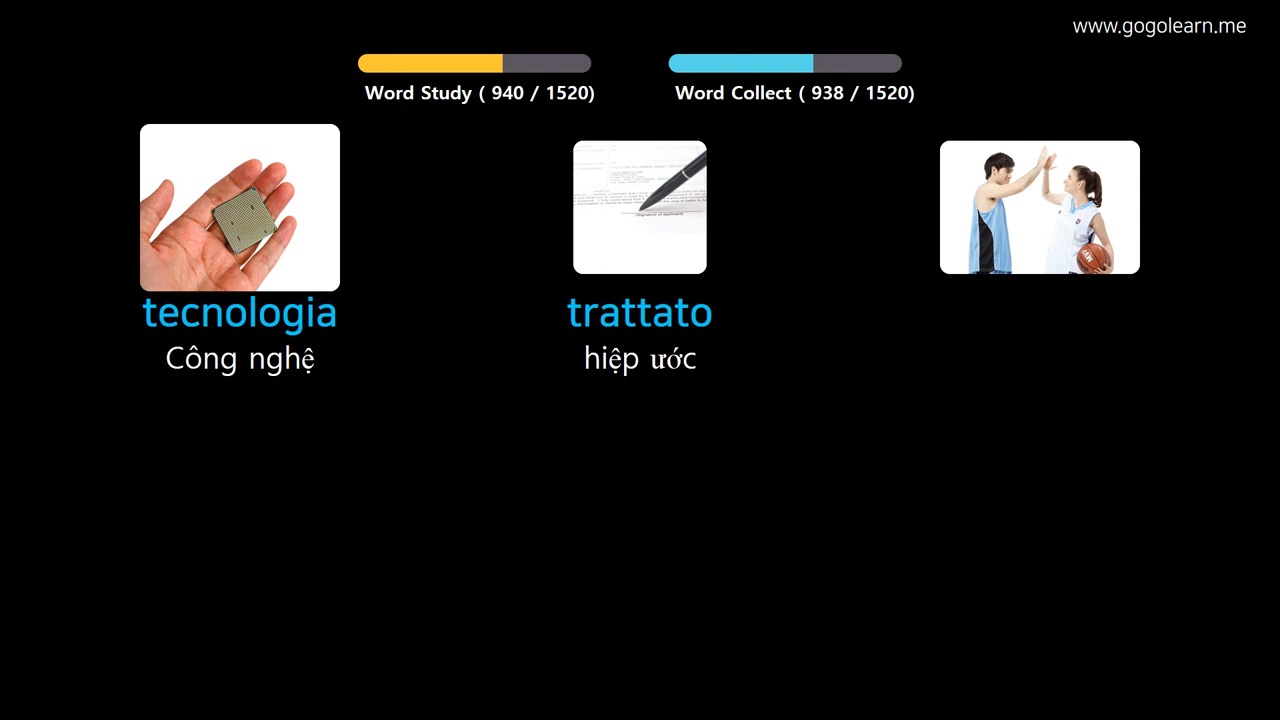 www.gogolearn.me
Word Study ( 940 / 1520)
Word Collect ( 938 / 1520)
tecnologia
Công nghệ
trattato
hiệp ước